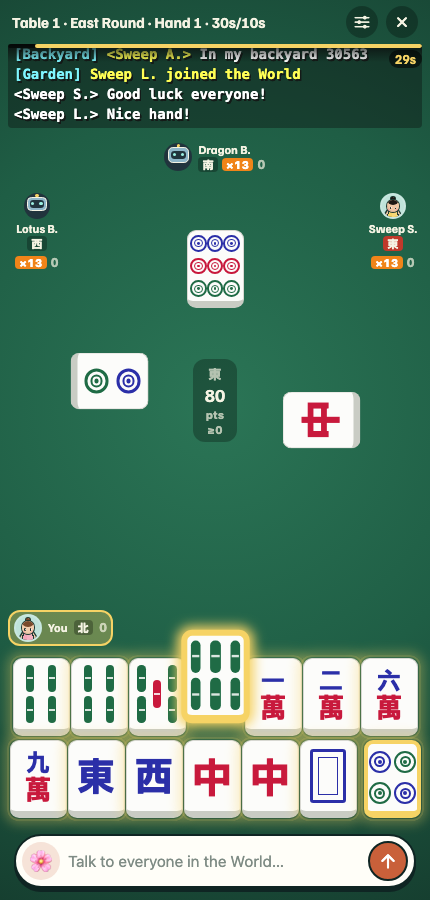 Table 1 · East Round · Hand 1 · 30s/10s
[Backyard] <Sweep A.> In my backyard 30563
29s
[Garden] Sweep L. joined the World
<Sweep S.> Good luck everyone!
<Sweep L.> Nice hand!
Dragon B.
南 ×13 0
Lotus B.
西
×13 0
Sweep S.
東
×13 0
東
80
pts
≥0
中
You 北 0
一萬 二萬 六萬
九萬 東 西 中 中
Talk to everyone in the World...